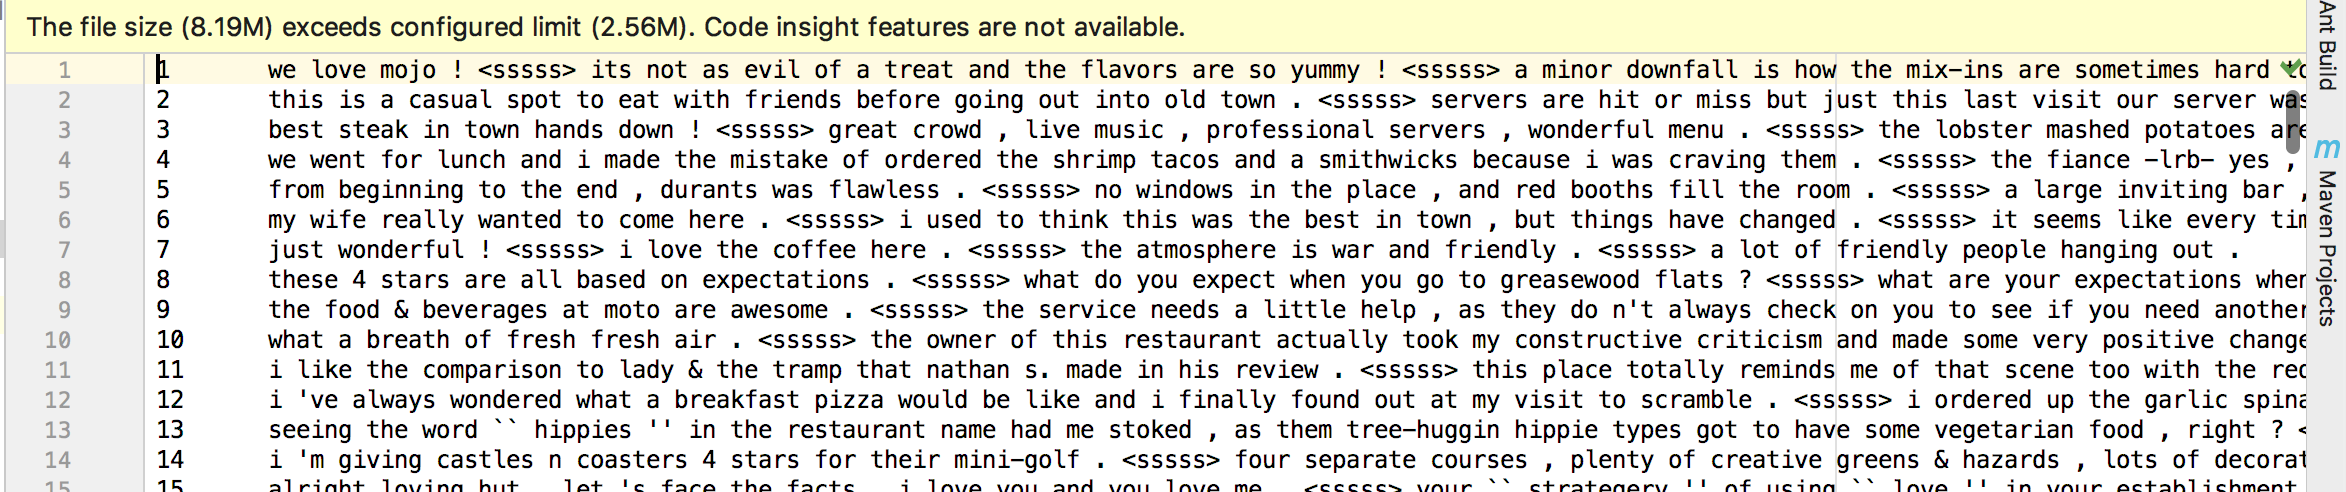 The file size (8.19M) exceeds configured limit (2.56M). Code insight features are not available.
1 1 we love mojo ! <sssss> its not as evil of a treat and the flavors are so yummy ! <sssss> a minor downfall is how the mix-ins are sometimes hard to
2 2 this is a casual spot to eat with friends before going out into old town . <sssss> servers are hit or miss but just this last visit our server was
3 3 best steak in town hands down ! <sssss> great crowd , live music , professional servers , wonderful menu . <sssss> the lobster mashed potatoes are
4 4 we went for lunch and i made the mistake of ordered the shrimp tacos and a smithwicks because i was craving them . <sssss> the fiance -lrb- yes ,
5 5 from beginning to the end , durants was flawless . <sssss> no windows in the place , and red booths fill the room . <sssss> a large inviting bar ,
6 6 my wife really wanted to come here . <sssss> i used to think this was the best in town , but things have changed . <sssss> it seems like every tim
7 7 just wonderful ! <sssss> i love the coffee here . <sssss> the atmosphere is war and friendly . <sssss> a lot of friendly people hanging out .
8 8 these 4 stars are all based on expectations . <sssss> what do you expect when you go to greasewood flats ? <sssss> what are your expectations when
9 9 the food & beverages at moto are awesome . <sssss> the service needs a little help , as they do n't always check on you to see if you need another
10 10 what a breath of fresh fresh air . <sssss> the owner of this restaurant actually took my constructive criticism and made some very positive change
11 11 i like the comparison to lady & the tramp that nathan s. made in his review . <sssss> this place totally reminds me of that scene too with the red
12 12 i 've always wondered what a breakfast pizza would be like and i finally found out at my visit to scramble . <sssss> i ordered up the garlic spina
13 13 seeing the word `` hippies '' in the restaurant name had me stoked , as them tree-huggin hippie types got to have some vegetarian food , right ? <
14 14 i 'm giving castles n coasters 4 stars for their mini-golf . <sssss> four separate courses , plenty of creative greens & hazards , lots of decorat
15 15 alright loving hut , let 's face the facts , i love you and you love me . <sssss> your `` strategery '' of using `` love '' in your establishment
Ant Build
m Maven Projects